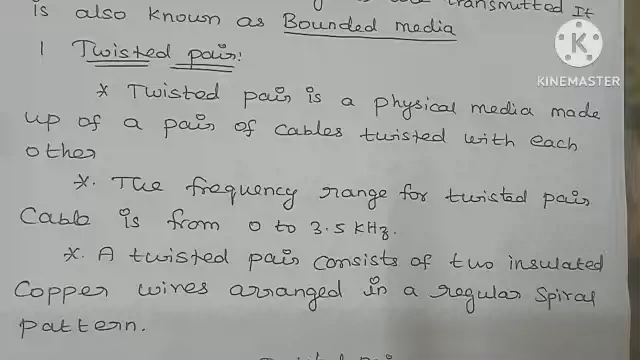 transmitted It
is also known as Bounded media
1 Twisted pair:
* Twisted pair is a physical media made
up of a pair of cables twisted with each
other
*. The frequency range for twisted pair
Cable is from 0 to 3.5 KHz.
*. A twisted pair consists of two insulated
Copper wires arranged in a regular spiral
pattern.
KINEMASTER